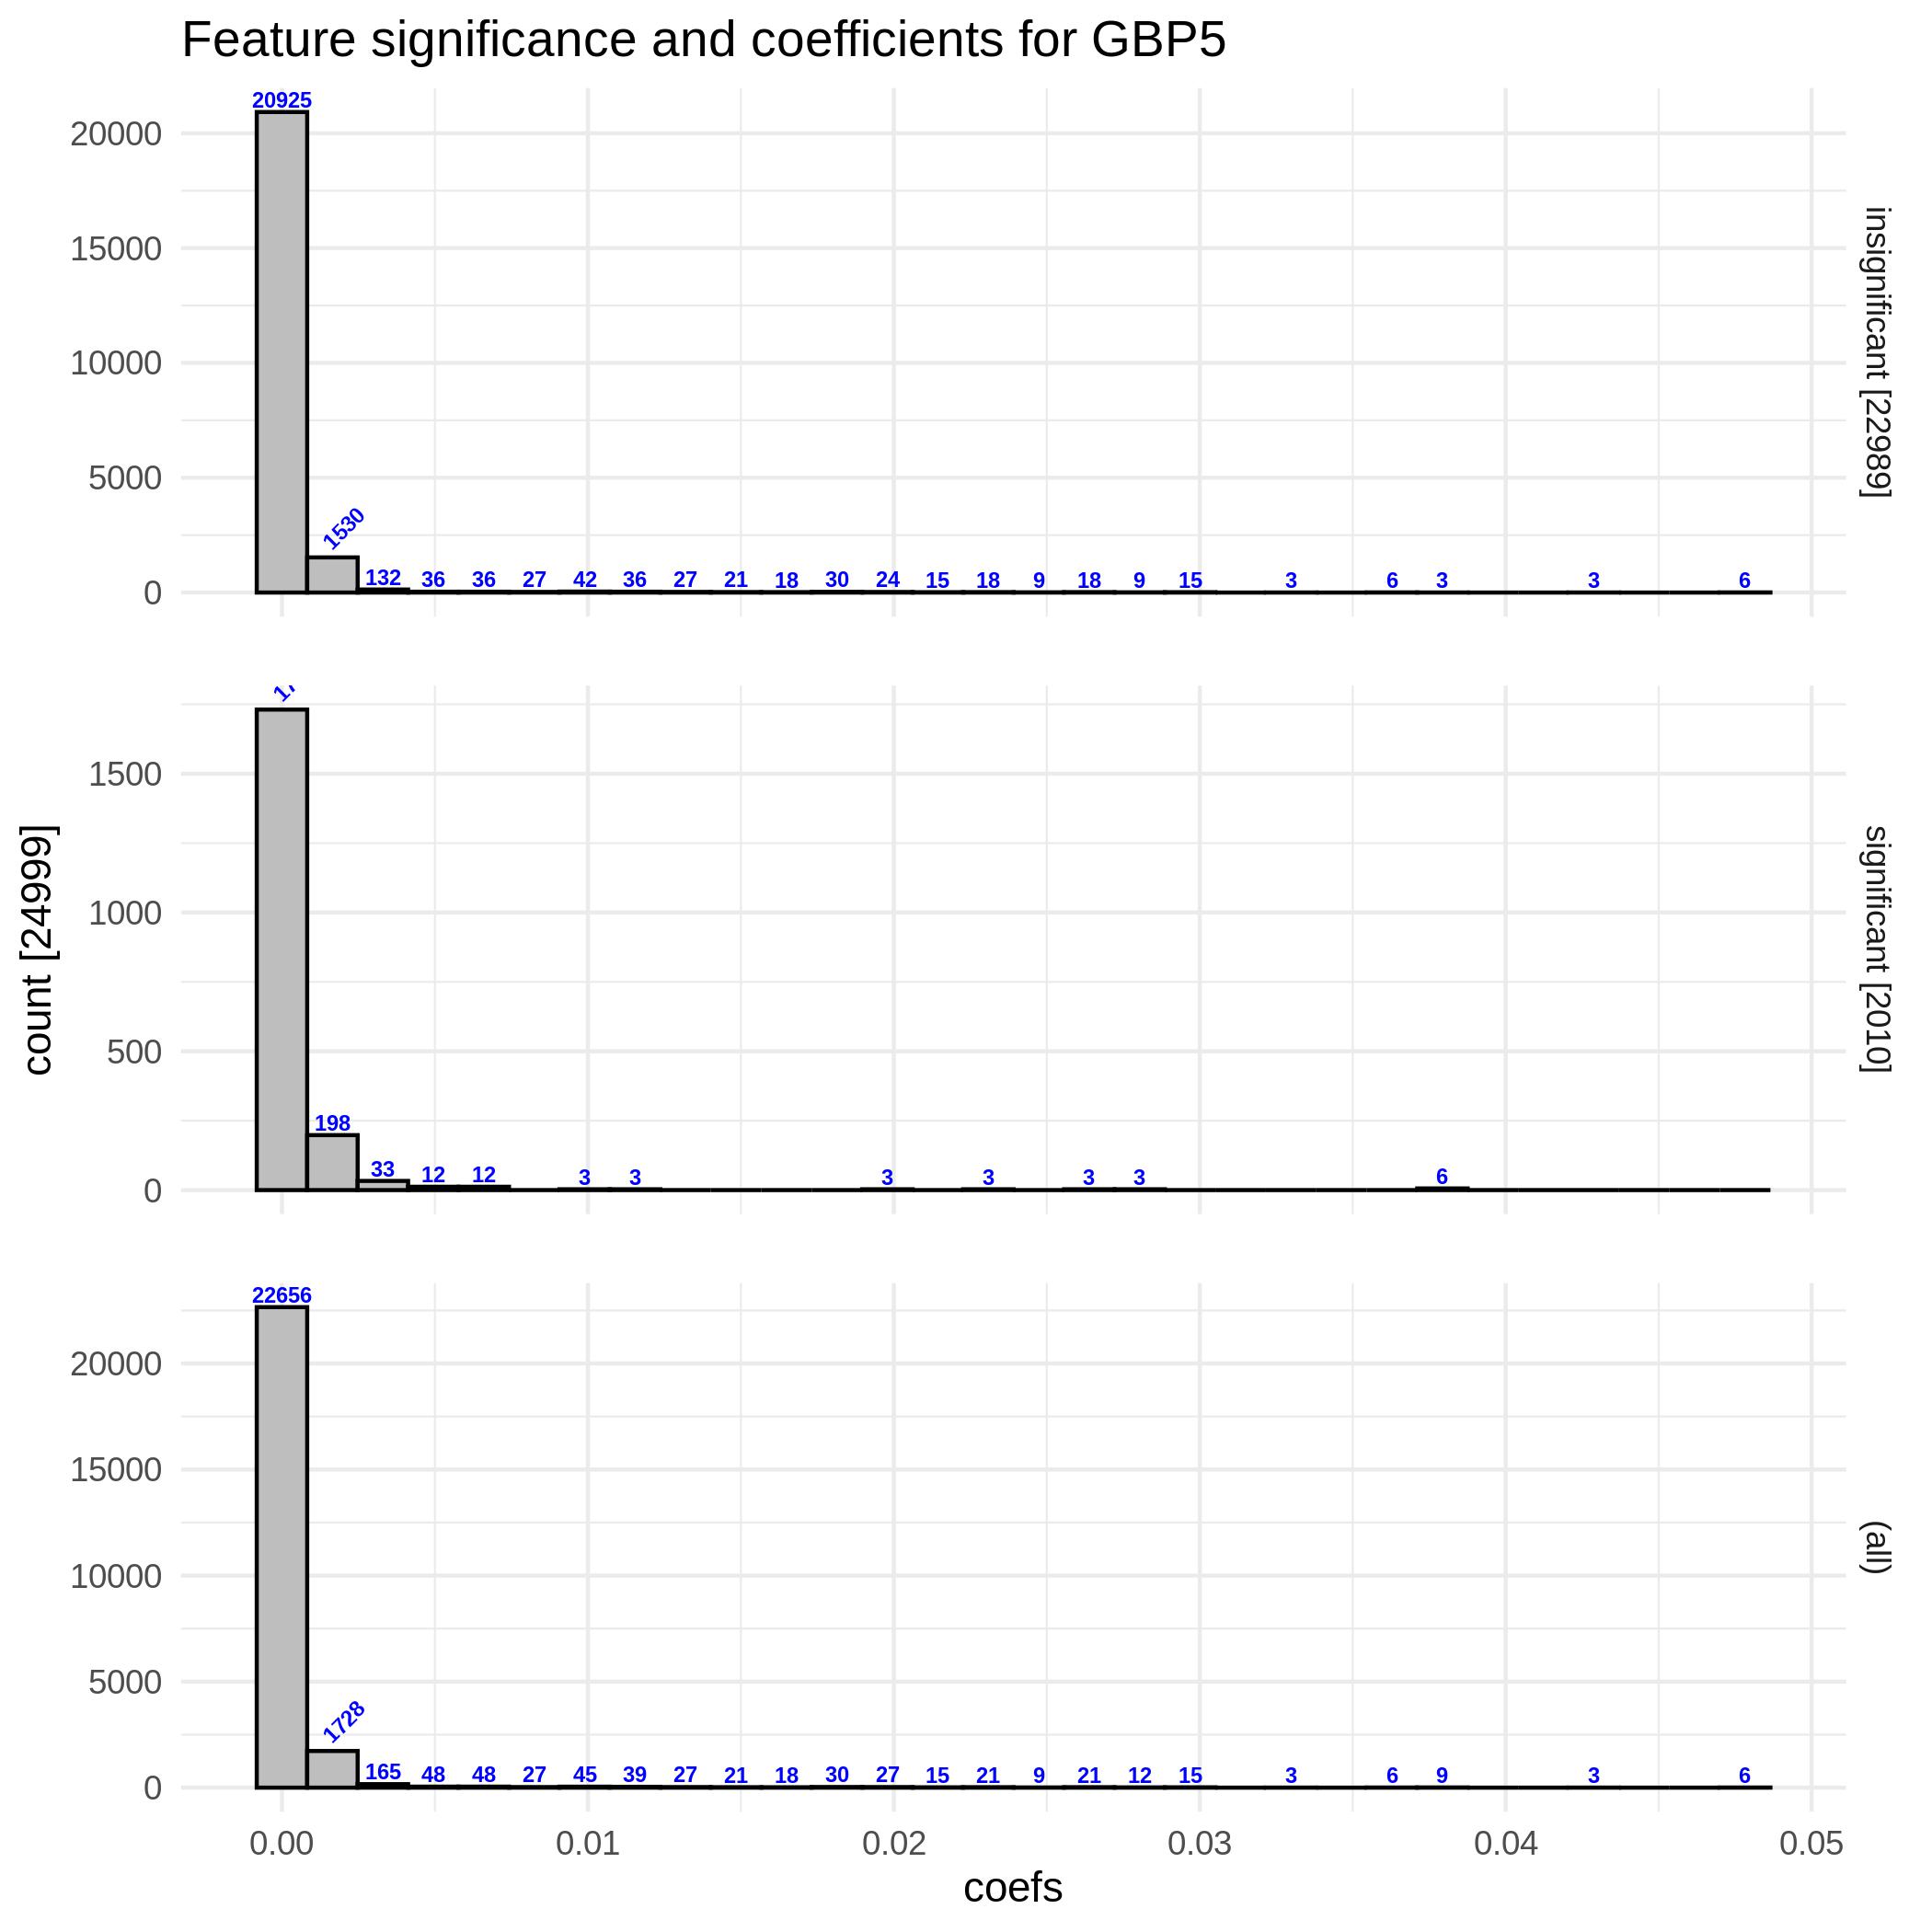 Feature significance and coefficients for GBP5
20925
20000
15000
10000
5000
0
1530
132 36 36 27 42 36 27 21 18 30 24 15 18 9 18 9 15 3 6 3 3 6
insignificant [22989]
count [24999]
1500
1000
500
0
198
33 12 12 3 3 3 3 3 3 6
significant [2010]
22656
20000
15000
10000
5000
0
1728
165 48 48 27 45 39 27 21 18 30 27 15 21 9 21 12 15 3 6 9 3 6
(all)
0.00 0.01 0.02 0.03 0.04 0.05
coefs